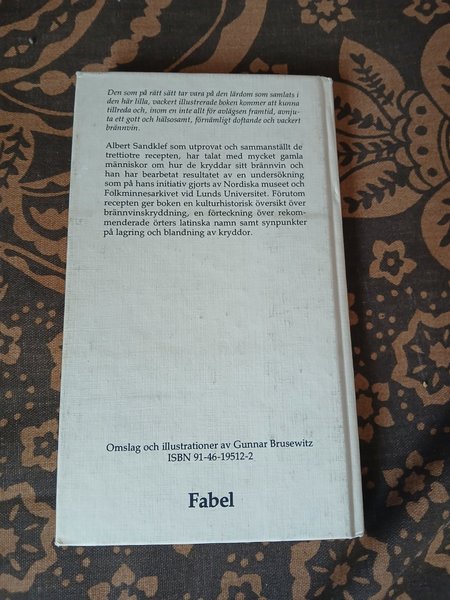 Den som på rätt sätt tar vara på den lärdom som samlats i
den här lilla, vackert illustrerade boken kommer att kunna
tillreda och, inom en inte allt för avlägsen framtid, avnju-
ta ett gott och hälsosamt, förnämligt doftande och vackert
brännvin.
Albert Sandklef som utprovat och sammanställt de
trettiotre recepten, har talat med mycket gamla
människor om hur de kryddar sitt brännvin och
han har bearbetat resultatet av en undersökning
som på hans initiativ gjorts av Nordiska museet och
Folkminnesarkivet vid Lunds Universitet. Förutom
recepten ger boken en kulturhistorisk översikt över
brännvinskryddning, en förteckning över rekom-
menderade örters latinska namn samt synpunkter
på lagring och blandning av kryddor.
Omslag och illustrationer av Gunnar Brusewitz
ISBN 91-46-19512-2
Fabel